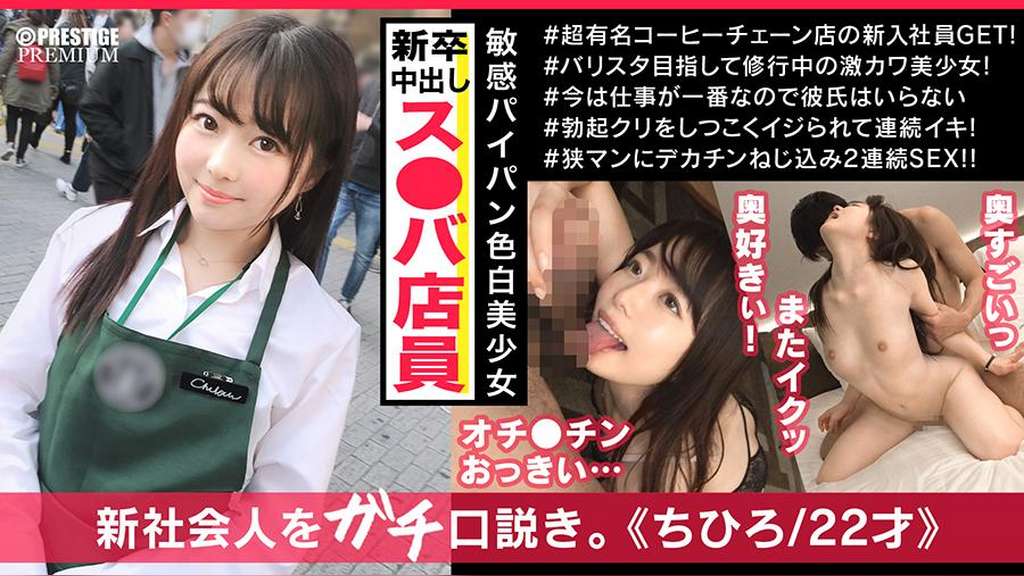 PRESTIGE
PREMIUM
新卒
中出し
ス●バ店員
敏感パイパン色白美少女
#超有名コーヒーチェーン店の新入社員GET!
#バリスタ目指して修行中の激カワ美少女!
#今は仕事が一番なので彼氏はいらない
#勃起クリをしつこくイジられて連続イキ!
#狭マンにデカチンねじ込み2連続SEX!!
奥好きぃ!
またイクッ
奥すごいっ
オチ●チン
おっきい…
新社会人をガチ口説き。《ちひろ/22才》